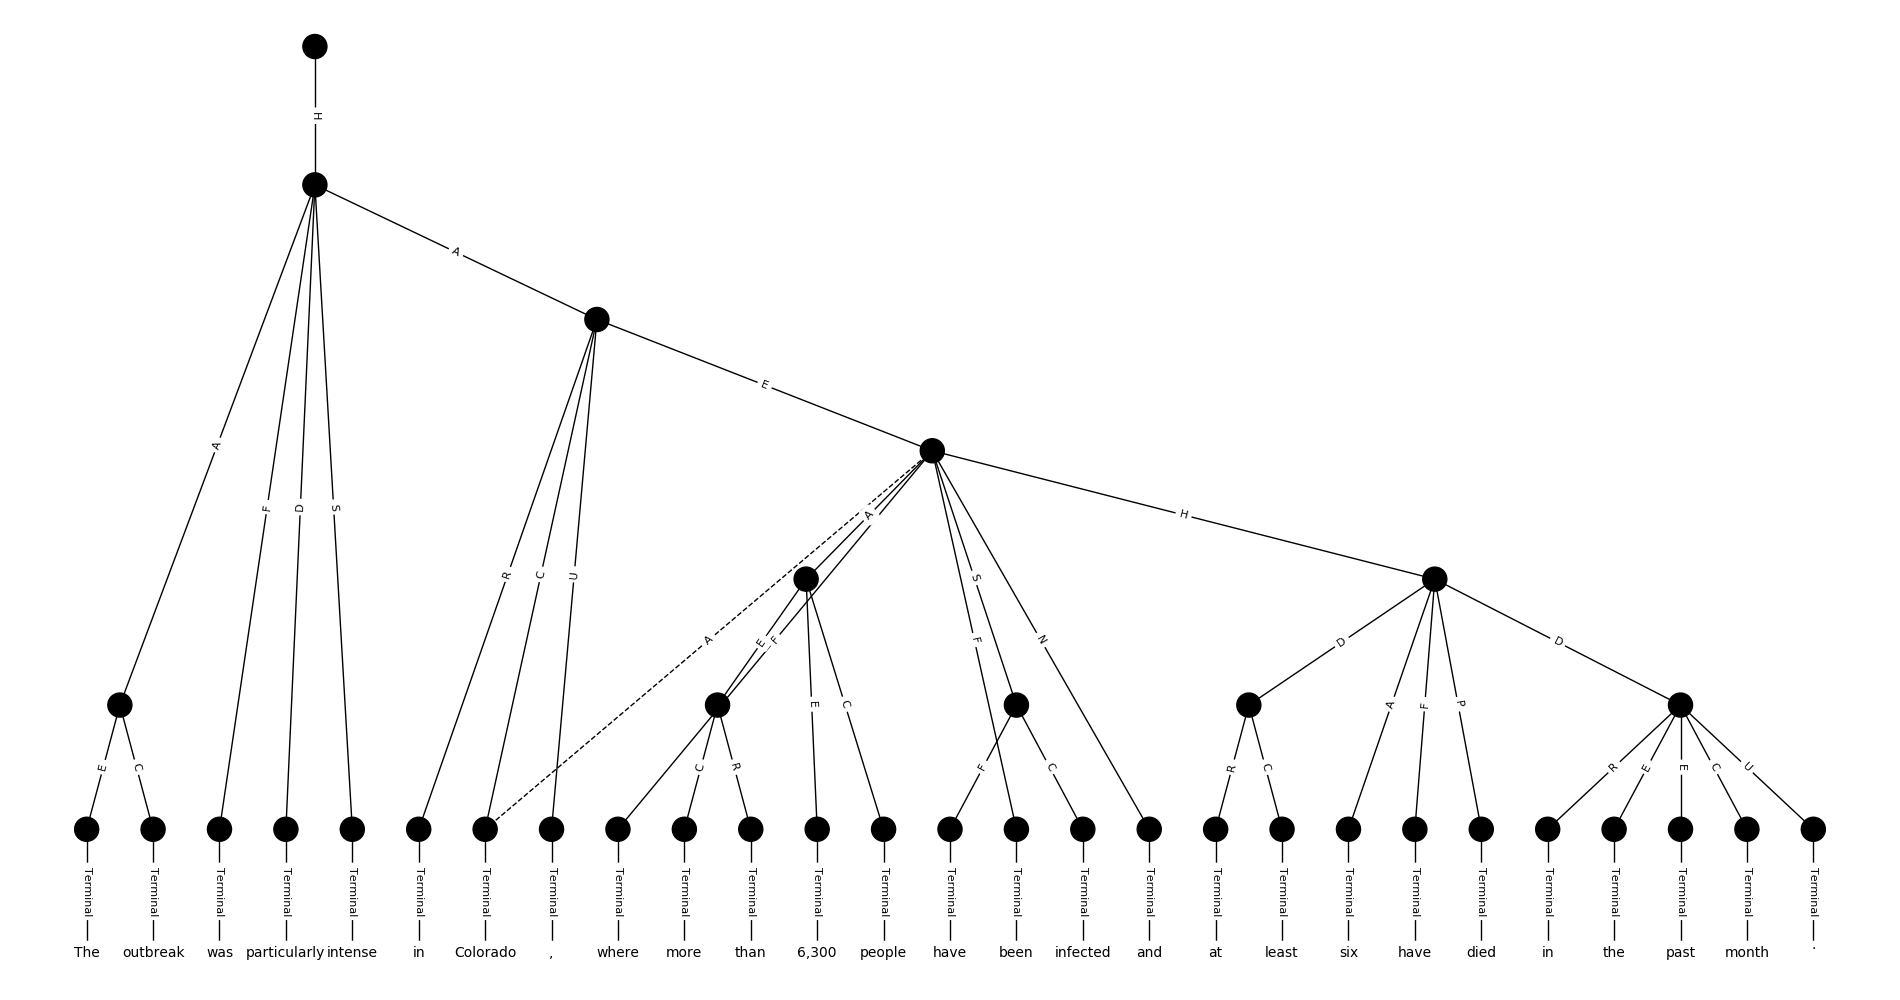 H
A
A
F
D
S
E
R
C
U
A
A
F
E
E
C
S
F
N
H
D
A
F
P
D
E
C
C
R
F
C
R
C
R
E
E
C
U
Terminal Terminal Terminal Terminal Terminal Terminal Terminal Terminal Terminal Terminal Terminal Terminal Terminal Terminal Terminal Terminal Terminal Terminal Terminal Terminal Terminal Terminal Terminal Terminal Terminal Terminal Terminal
The outbreak was particularly intense in Colorado , where more than 6,300 people have been infected and at least six have died in the past month .